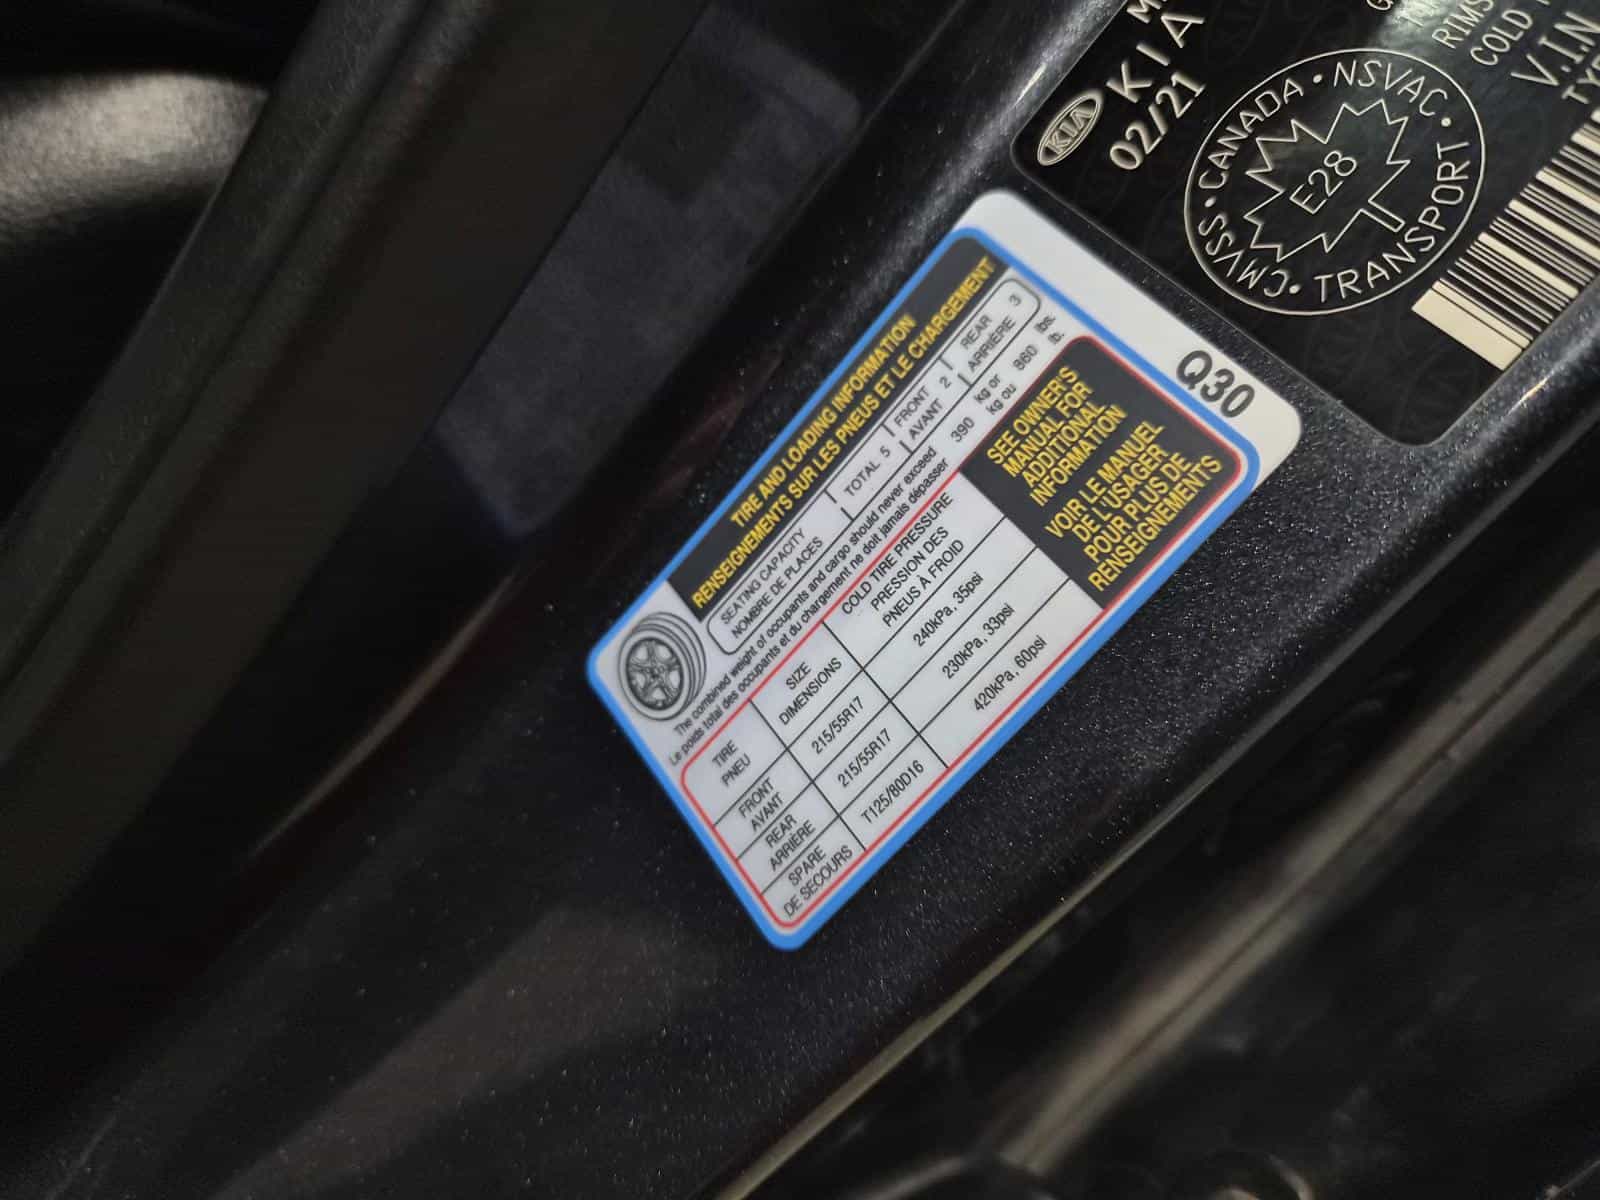 KIA
KIA
02/21
RIMS
COLD
V.I.N
CANADA • NSVAC • TRANSPORT • CMVSS •
E28
Q30
TIRE AND LOADING INFORMATION
RENSEIGNEMENTS SUR LES PNEUS ET LE CHARGEMENT
SEATING CAPACITY
NOMBRE DE PLACES
TOTAL 5
FRONT
AVANT 2
REAR
ARRIÈRE 3
The combined weight of occupants and cargo should never exceed 390 kg or 860 lbs.
Le poids total des occupants et du chargement ne doit jamais dépasser kg ou lb.
TIRE
PNEU
SIZE
DIMENSIONS
COLD TIRE PRESSURE
PRESSION DES
PNEUS À FROID
FRONT
AVANT
215/55R17
240kPa, 35psi
REAR
ARRIÈRE
215/55R17
230kPa, 33psi
SPARE
DE SECOURS
T125/80D16
420kPa, 60psi
SEE OWNER'S
MANUAL FOR
ADDITIONAL
INFORMATION
VOIR LE MANUEL
DE L'USAGER
POUR PLUS DE
RENSEIGNEMENTS